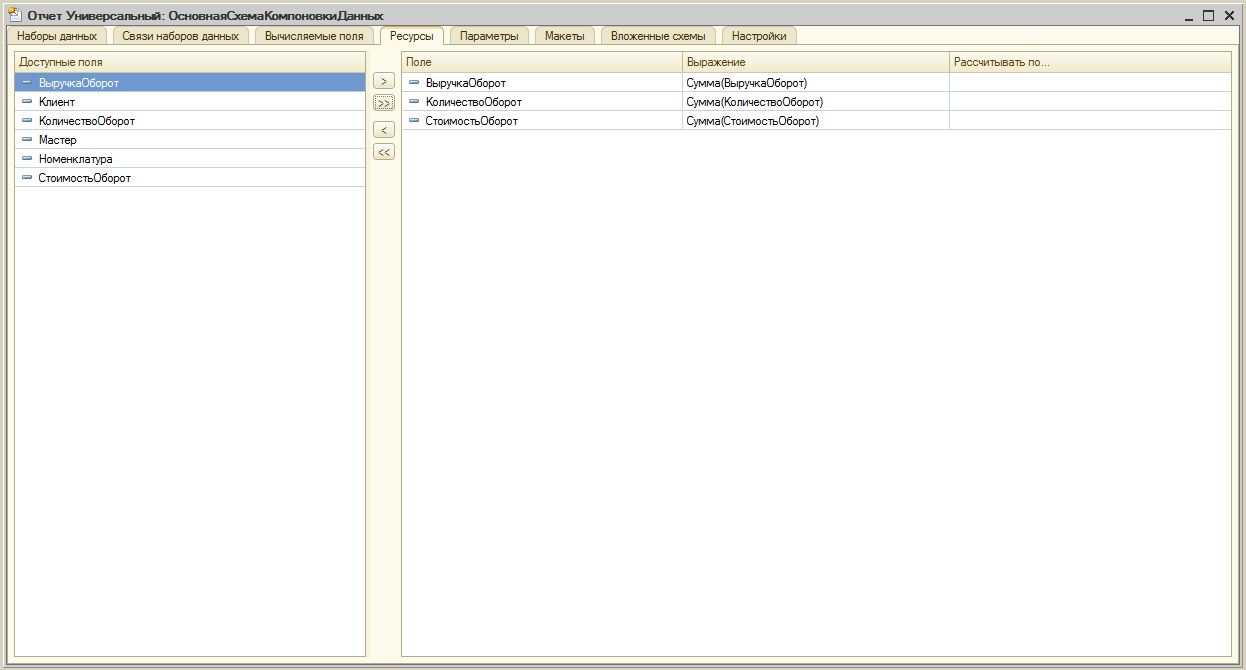 Отчет Универсальный: ОсновнаяСхемаКомпоновкиДанных
Наборы данных Связи наборов данных Вычисляемые поля Ресурсы Параметры Макеты Вложенные схемы Настройки
Доступные поля
ВыручкаОборот
Клиент
КоличествоОборот
Мастер
Номенклатура
СтоимостьОборот
>
>>
<
<<
Поле Выражение Рассчитывать по...
ВыручкаОборот Сумма(ВыручкаОборот)
КоличествоОборот Сумма(КоличествоОборот)
СтоимостьОборот Сумма(СтоимостьОборот)